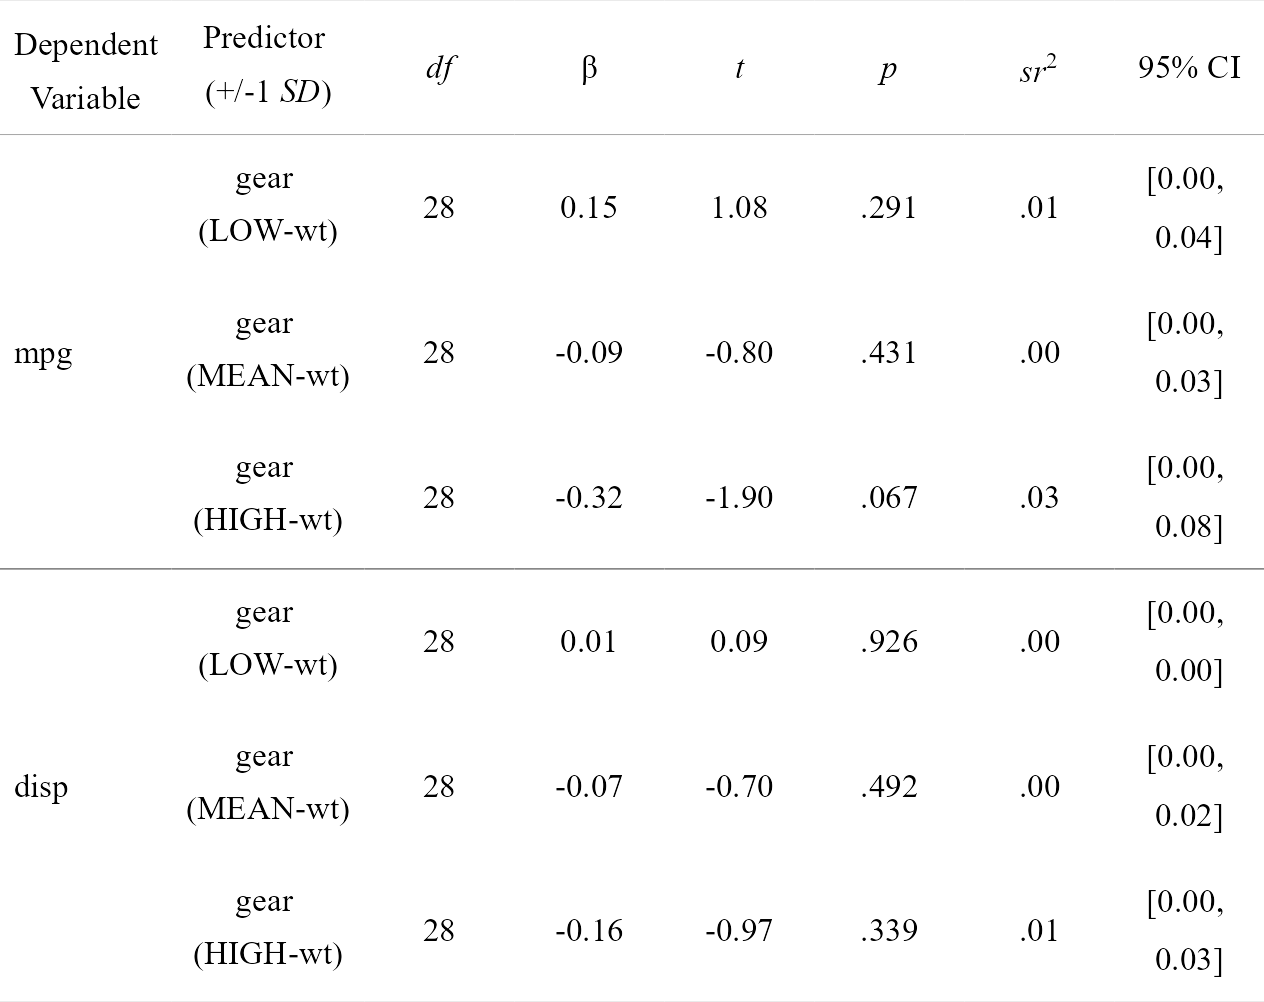 Dependent Variable	Predictor (+/-1 SD)	df	β	t	p	sr²	95% CI
mpg	gear (LOW-wt)	28	0.15	1.08	.291	.01	[0.00, 0.04]
gear (MEAN-wt)	28	-0.09	-0.80	.431	.00	[0.00, 0.03]
gear (HIGH-wt)	28	-0.32	-1.90	.067	.03	[0.00, 0.08]
disp	gear (LOW-wt)	28	0.01	0.09	.926	.00	[0.00, 0.00]
gear (MEAN-wt)	28	-0.07	-0.70	.492	.00	[0.00, 0.02]
gear (HIGH-wt)	28	-0.16	-0.97	.339	.01	[0.00, 0.03]